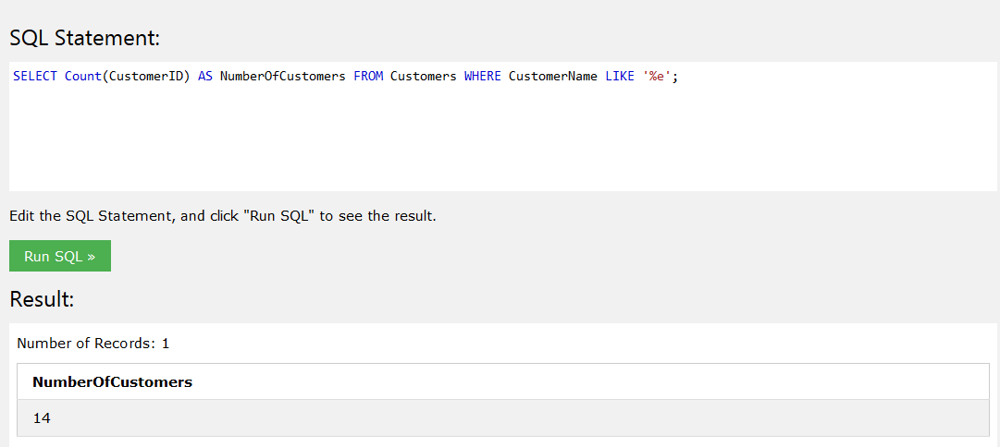 SQL Statement:
SELECT Count(CustomerID) AS NumberOfCustomers FROM Customers WHERE CustomerName LIKE '%e';
Edit the SQL Statement, and click "Run SQL" to see the result.
Run SQL »
Result:
Number of Records: 1
NumberOfCustomers
14